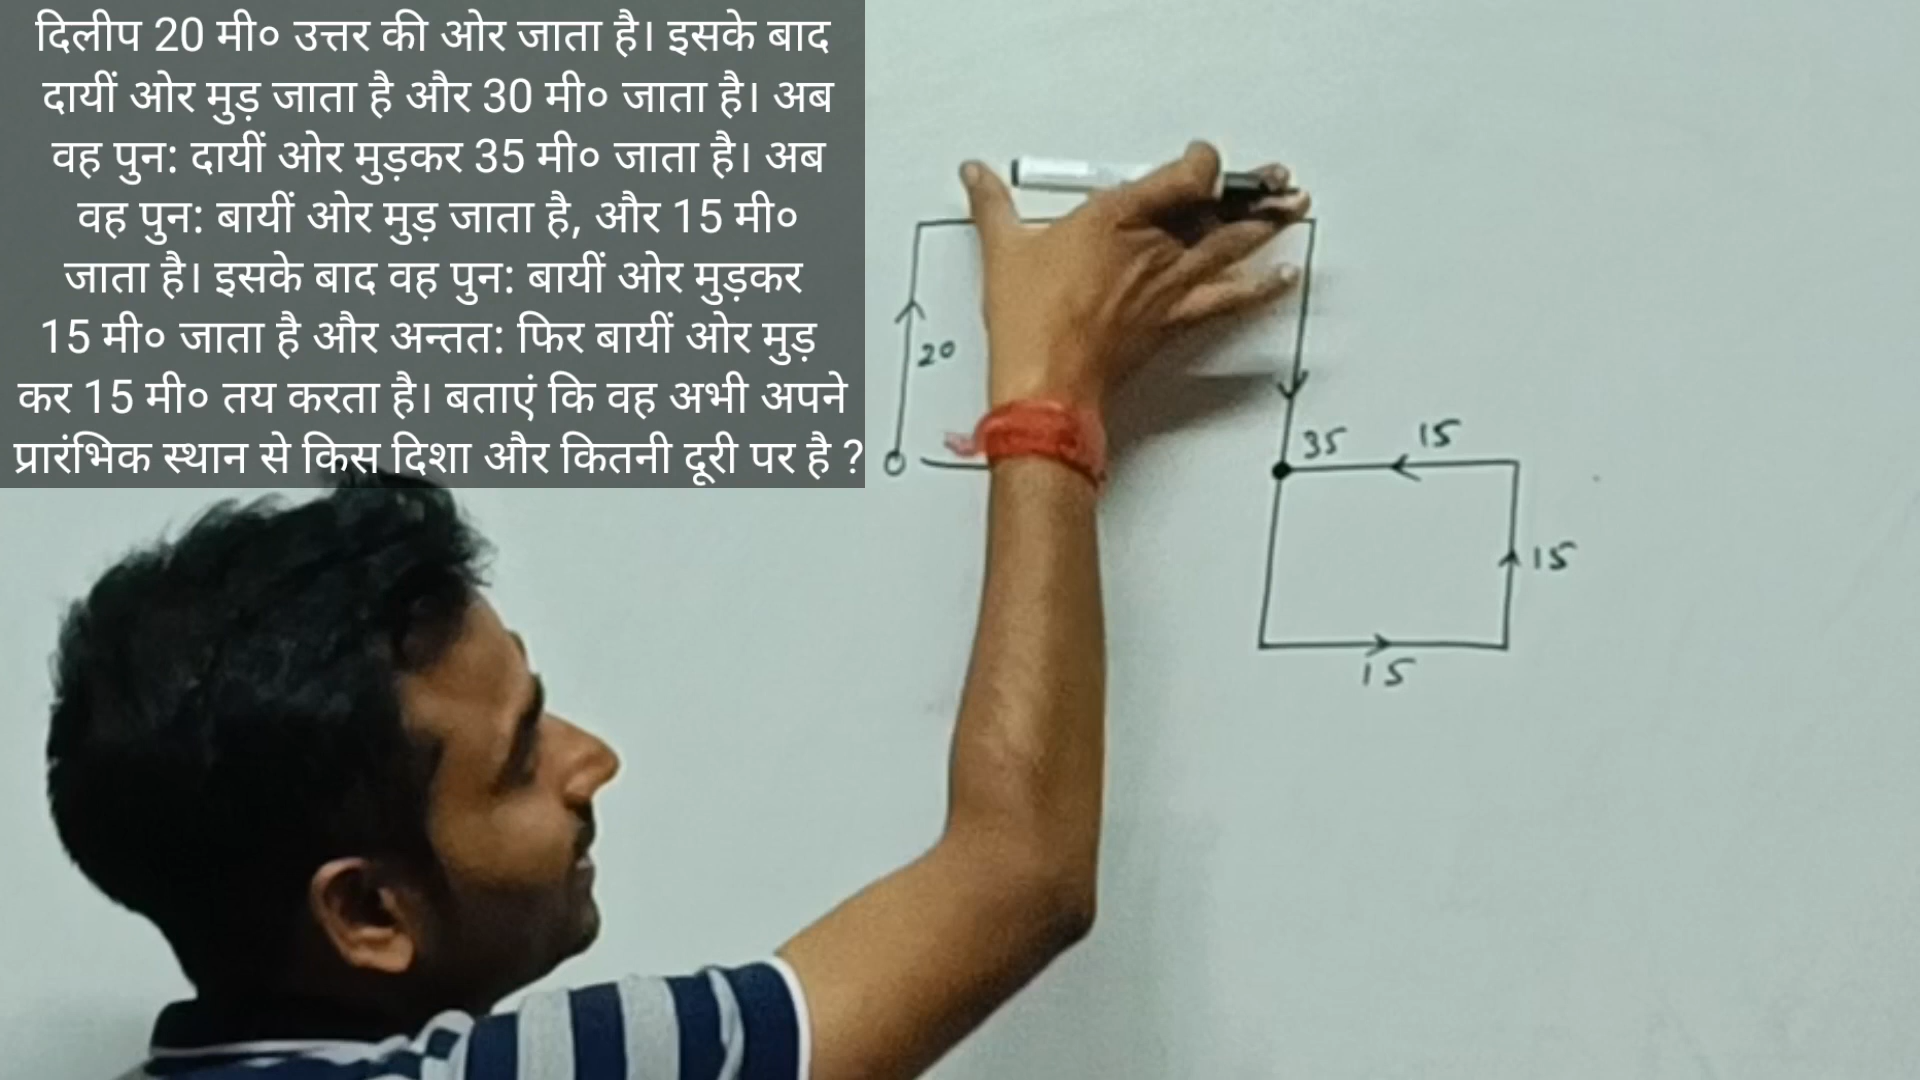 दिलीप 20 मी० उत्तर की ओर जाता है। इसके बाद
दायीं ओर मुड़ जाता है और 30 मी० जाता है। अब
वह पुन: दायीं ओर मुड़कर 35 मी० जाता है। अब
वह पुन: बायीं ओर मुड़ जाता है, और 15 मी०
जाता है। इसके बाद वह पुन: बायीं ओर मुड़कर
15 मी० जाता है और अन्तत: फिर बायीं ओर मुड़
कर 15 मी० तय करता है। बताएं कि वह अभी अपने
प्रारंभिक स्थान से किस दिशा और कितनी दूरी पर है ?
20
35
15
15
15